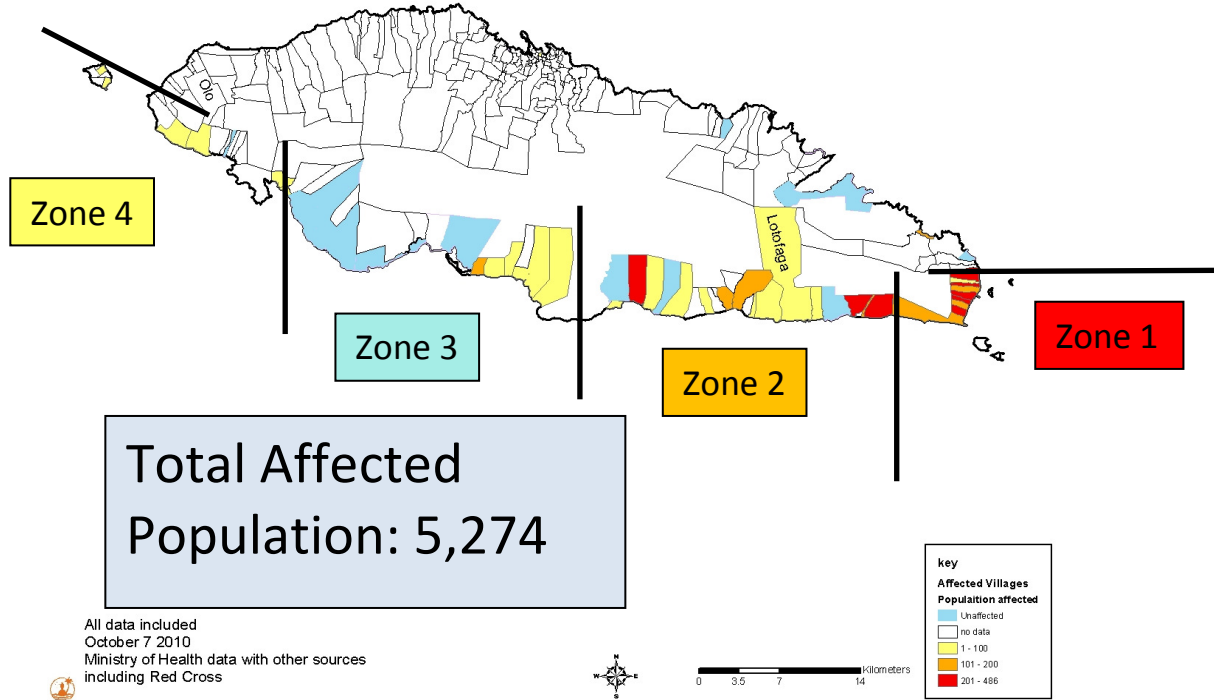 Olo
Zone 4
Lotofaga
Zone 3
Zone 2
Zone 1
Total Affected
Population: 5,274
All data included
October 7 2010
Ministry of Health data with other sources
including Red Cross
N
W E
S
Kilometers
0 3.5 7 14
key
Affected Villages
Populaition affected
Unaffected
no data
1 - 100
101 - 200
201 - 486